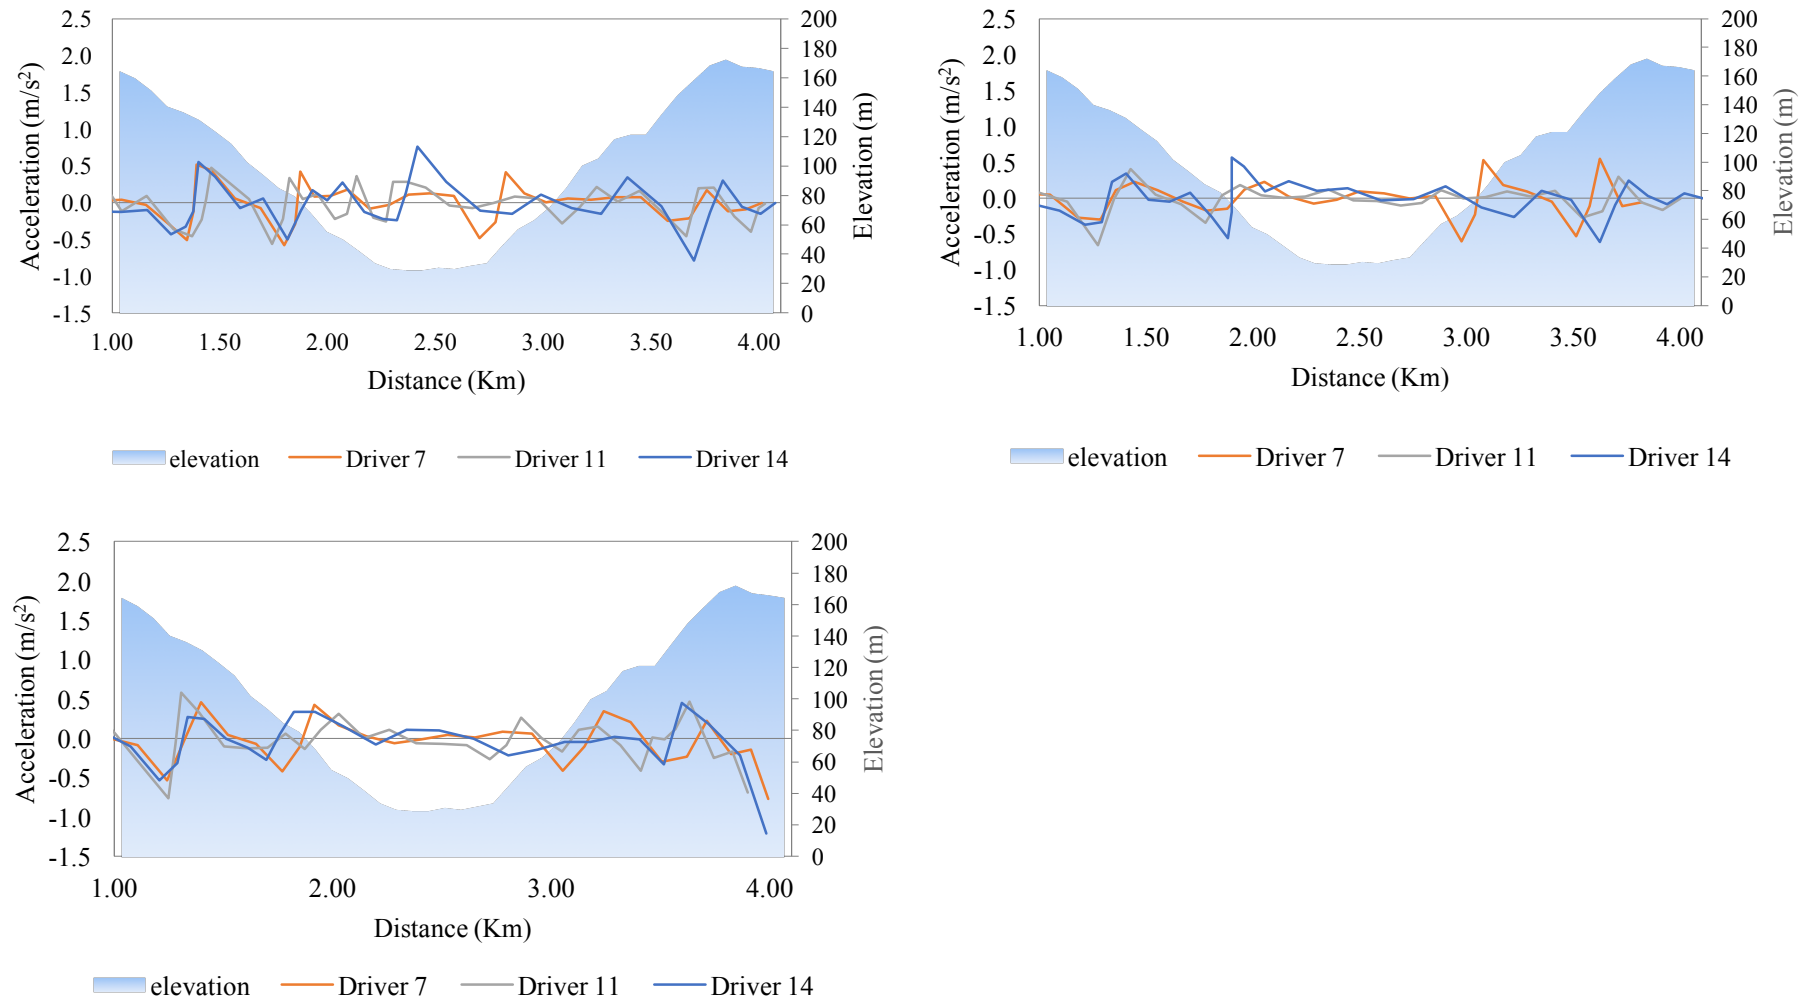 2.5 200
2.0 180
1.5 160
1.0 140
0.5 120
0.0 100
-0.5 80
-1.0 60
-1.5 40
20
0
Acceleration (m/s²)
Elevation (m)
1.00 1.50 2.00 2.50 3.00 3.50 4.00
Distance (Km)
elevation Driver 7 Driver 11 Driver 14
2.5 200
2.0 180
1.5 160
1.0 140
0.5 120
0.0 100
-0.5 80
-1.0 60
-1.5 40
20
0
Acceleration (m/s²)
Elevation (m)
1.00 1.50 2.00 2.50 3.00 3.50 4.00
Distance (Km)
elevation Driver 7 Driver 11 Driver 14
2.5 200
2.0 180
1.5 160
1.0 140
0.5 120
0.0 100
-0.5 80
-1.0 60
-1.5 40
20
0
Acceleration (m/s²)
Elevation (m)
1.00 2.00 3.00 4.00
Distance (Km)
elevation Driver 7 Driver 11 Driver 14